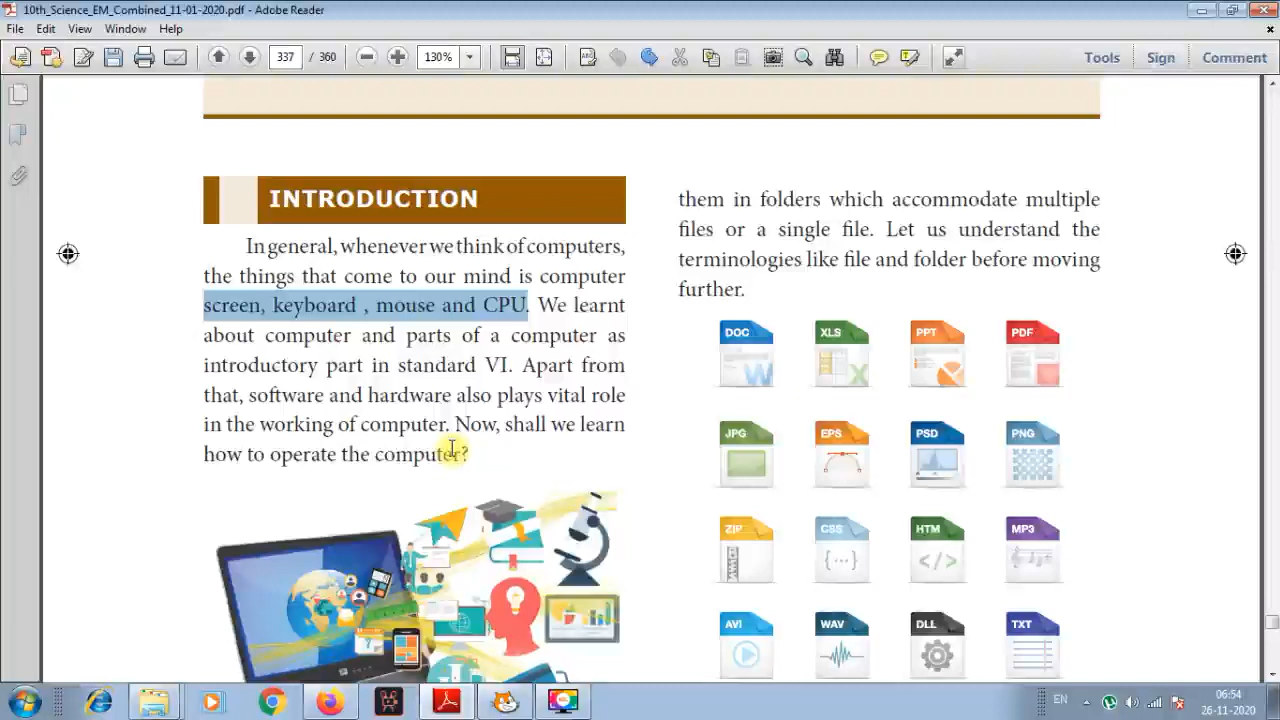 10th_Science_EM_Combined_11-01-2020.pdf - Adobe Reader
File Edit View Window Help
337 / 360 130% Tools Sign Comment
INTRODUCTION
In general, whenever we think of computers,
the things that come to our mind is computer
screen, keyboard , mouse and CPU. We learnt
about computer and parts of a computer as
introductory part in standard VI. Apart from
that, software and hardware also plays vital role
in the working of computer. Now, shall we learn
how to operate the computer?
them in folders which accommodate multiple
files or a single file. Let us understand the
terminologies like file and folder before moving
further.
DOC XLS PPT PDF
JPG EPS PSD PNG
ZIP CSS HTM MP3
AVI WAV DLL TXT
EN
06:54
26-11-2020